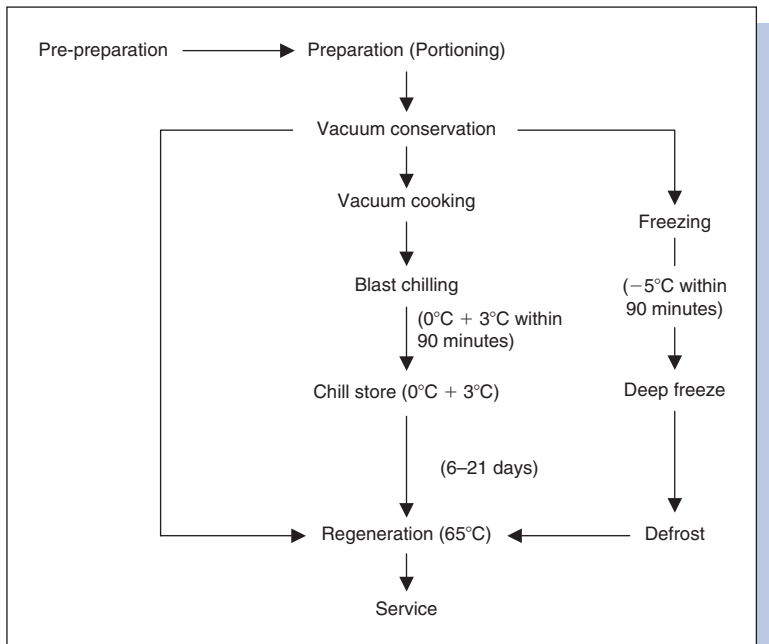 Pre-preparation
Preparation (Portioning)
Vacuum conservation
Vacuum cooking
Freezing
Blast chilling
(−5°C within
90 minutes)
(0°C + 3°C within
90 minutes)
Chill store (0°C + 3°C)
Deep freeze
(6–21 days)
Regeneration (65°C)
Defrost
Service